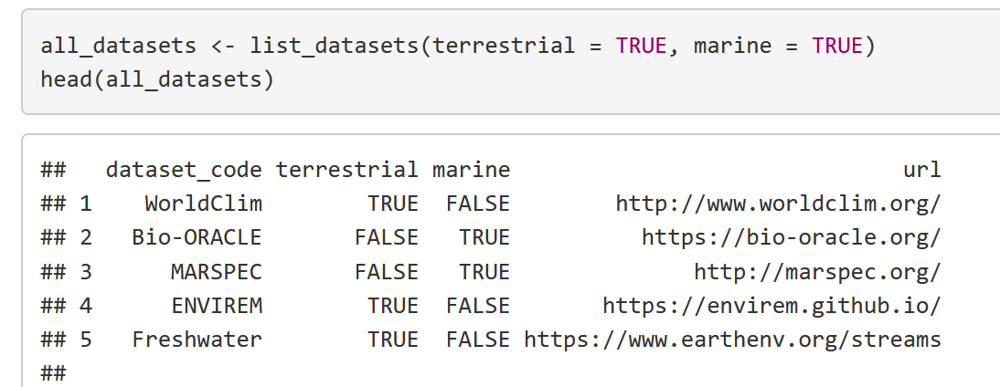 all_datasets <- list_datasets(terrestrial = TRUE, marine = TRUE)
head(all_datasets)
##   dataset_code terrestrial marine                             url
## 1    WorldClim        TRUE  FALSE       http://www.worldclim.org/
## 2   Bio-ORACLE       FALSE   TRUE         https://bio-oracle.org/
## 3      MARSPEC       FALSE   TRUE             http://marspec.org/
## 4      ENVIREM        TRUE  FALSE      https://envirem.github.io/
## 5   Freshwater        TRUE  FALSE https://www.earthenv.org/streams
##